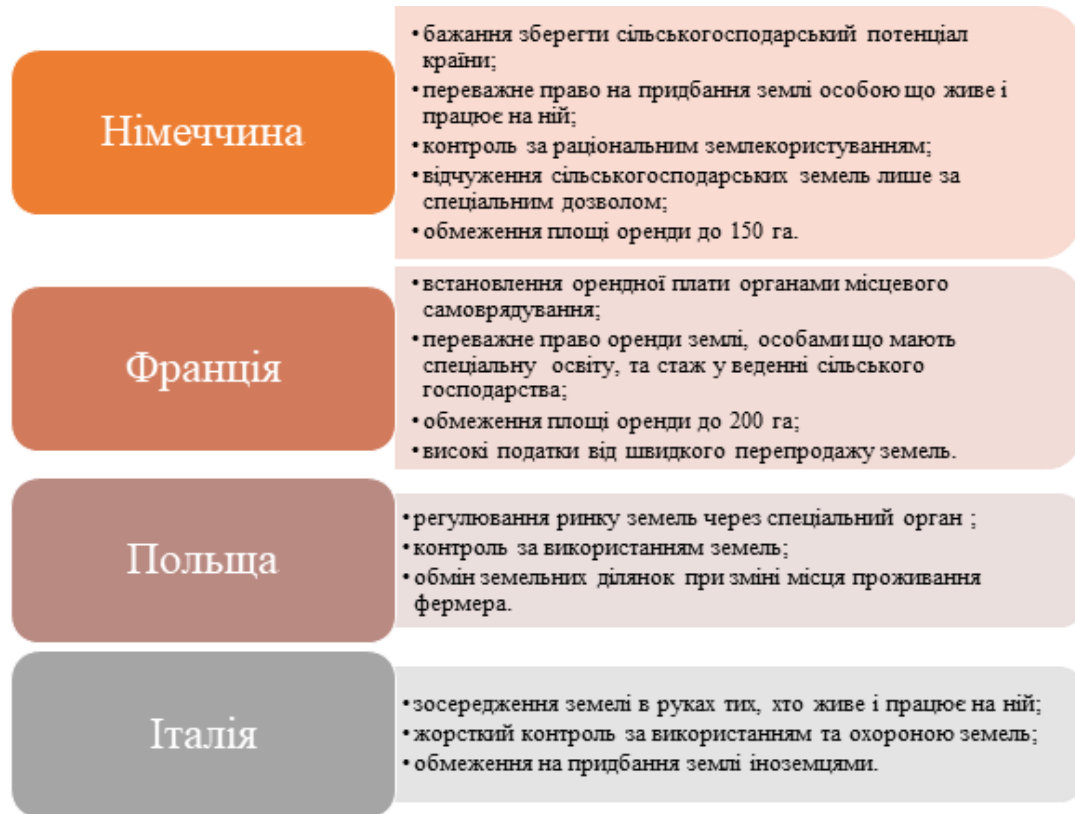 Німеччина
•бажання зберегти сільськогосподарський потенціал
країни;
•переважне право на придбання землі особою що живе і
працює на ній;
•контроль за раціональним землекористуванням;
•відчуження сільськогосподарських земель лише за
спеціальним дозволом;
•обмеження площі оренди до 150 га.
Франція
•встановлення орендної плати органами місцевого
самоврядування;
•переважне право оренди землі, особами що мають
спеціальну освіту, та стаж у веденні сільського
господарства;
•обмеження площі оренди до 200 га;
•високі податки від швидкого перепродажу земель.
Польща
•регулювання ринку земель через спеціальний орган ;
•контроль за використанням земель;
•обмін земельних ділянок при зміні місця проживання
фермера.
Італія
•зосередження земелі в руках тих, хто живе і працює на ній;
•жорсткий контроль за використанням та охороною земель;
•обмеження на придбання землі іноземцями.